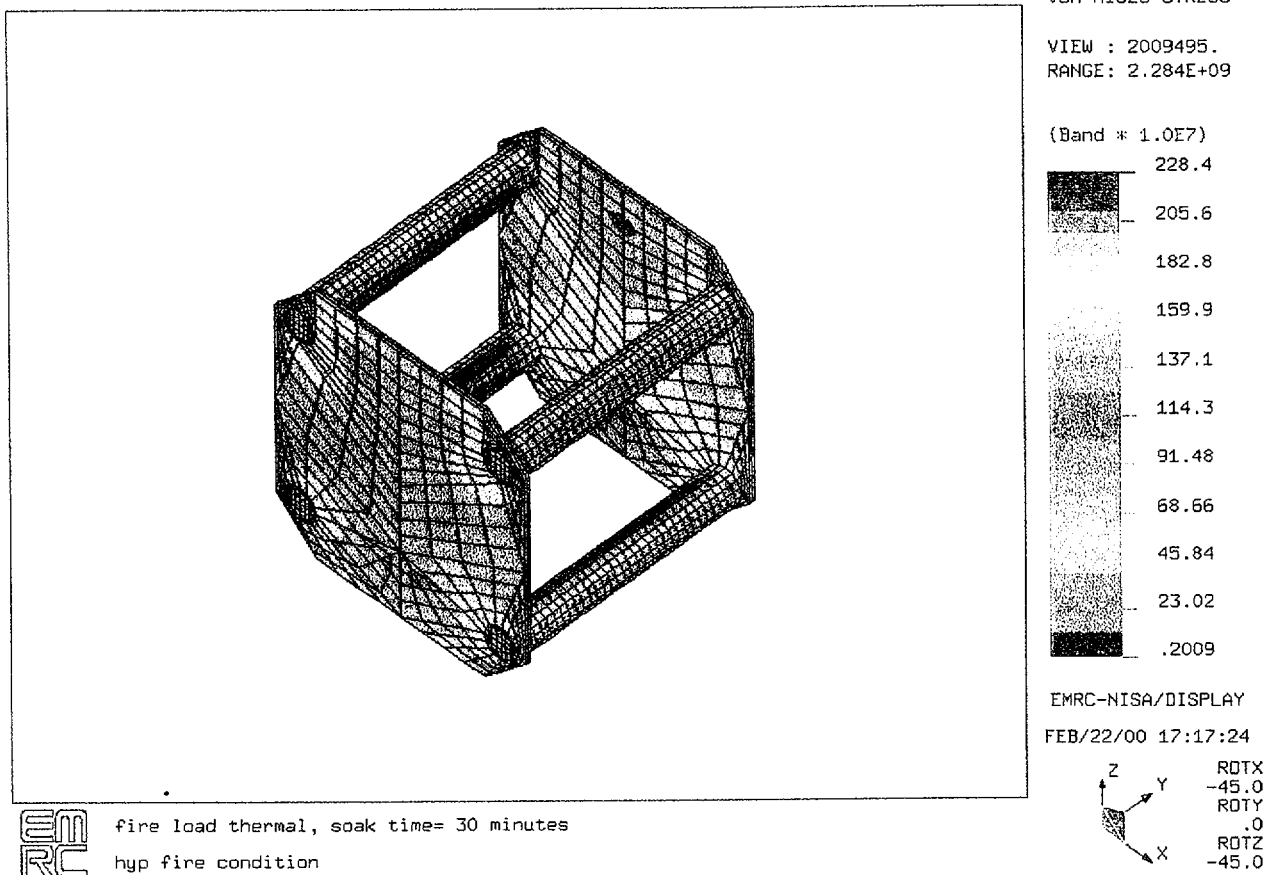 VIEW : 2009495.
RANGE: 2.284E+09
(Band * 1.0E7)
228.4
205.6
182.8
159.9
137.1
114.3
91.48
68.66
45.84
23.02
.2009
EMRC-NISA/DISPLAY
FEB/22/00 17:17:24
Z
Y
X
ROTX
-45.0
ROTY
.0
ROTZ
-45.0
EMRC
fire load thermal, soak time= 30 minutes
hyp fire condition